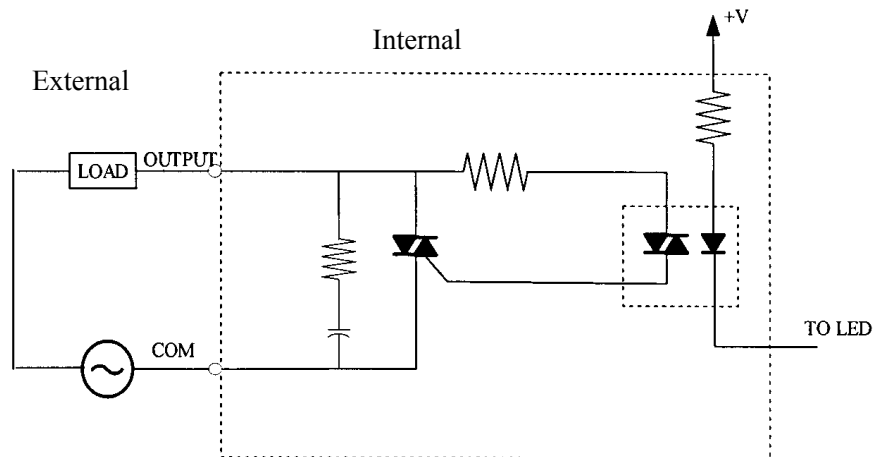 +V
Internal
External
LOAD
OUTPUT
COM
TO LED